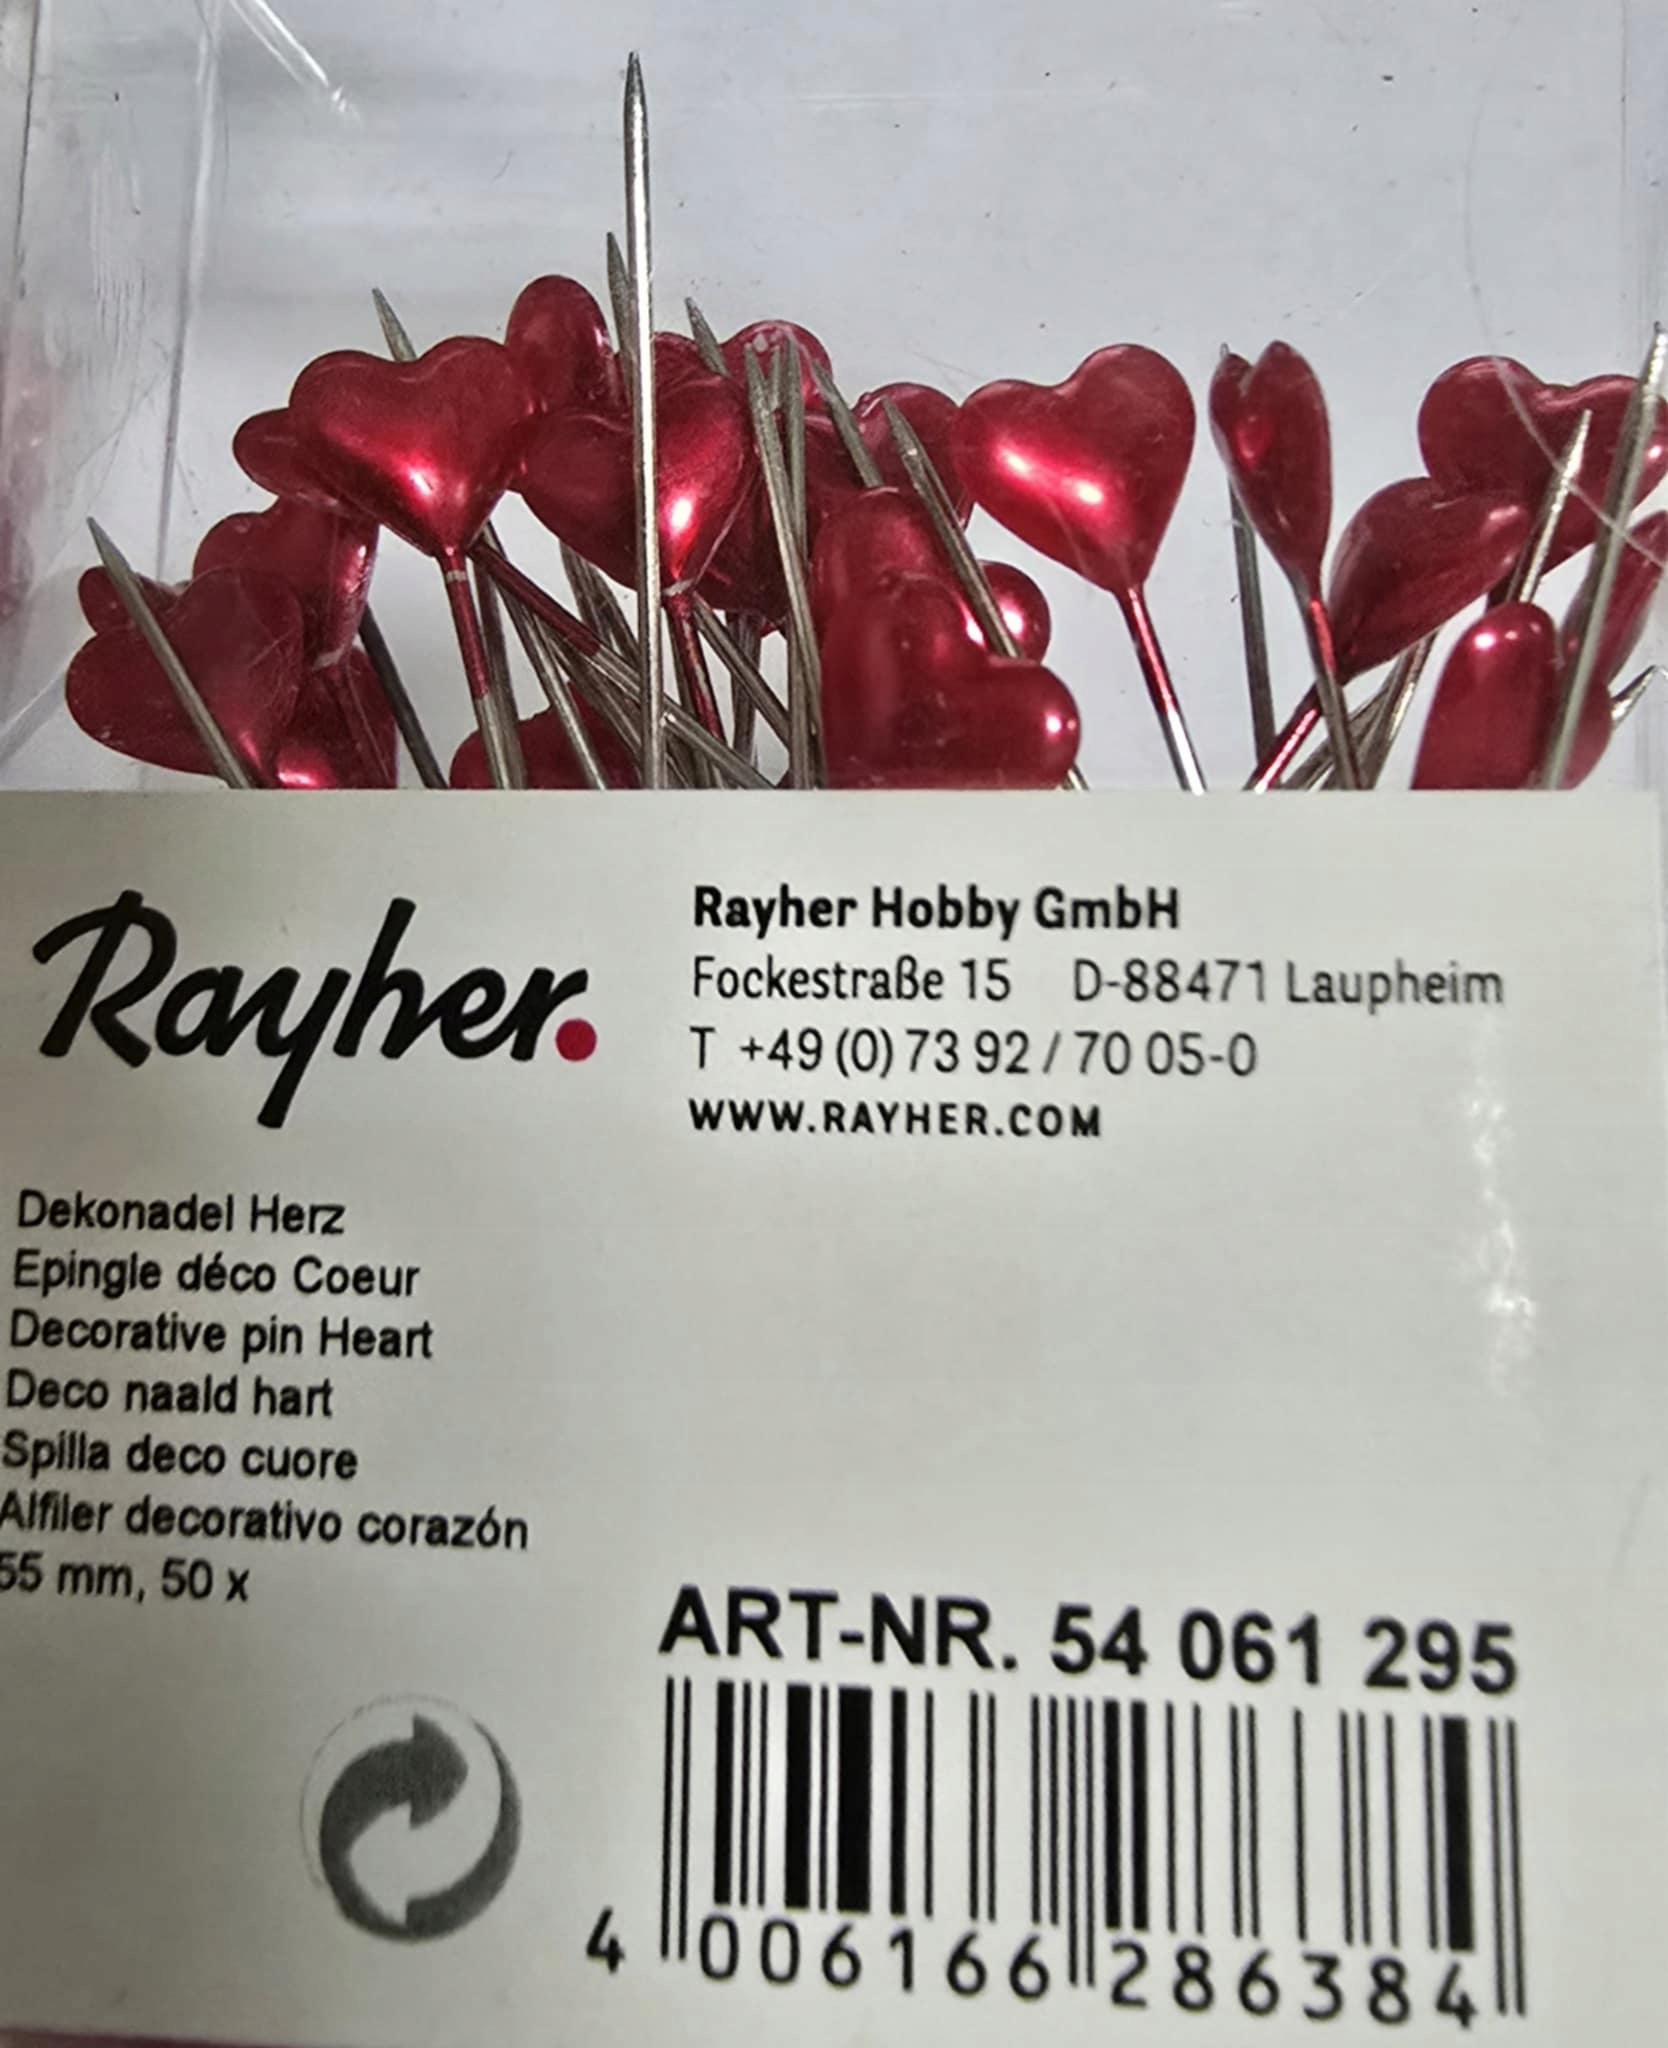 Rayher.
Rayher Hobby GmbH
Fockestraße 15 D-88471 Laupheim
T +49 (0) 73 92 / 70 05-0
WWW.RAYHER.COM
Dekonadel Herz
Epingle déco Coeur
Decorative pin Heart
Deco naald hart
Spilla deco cuore
Alfiler decorativo corazón
55 mm, 50 x
ART-NR. 54 061 295
4 006166 286384